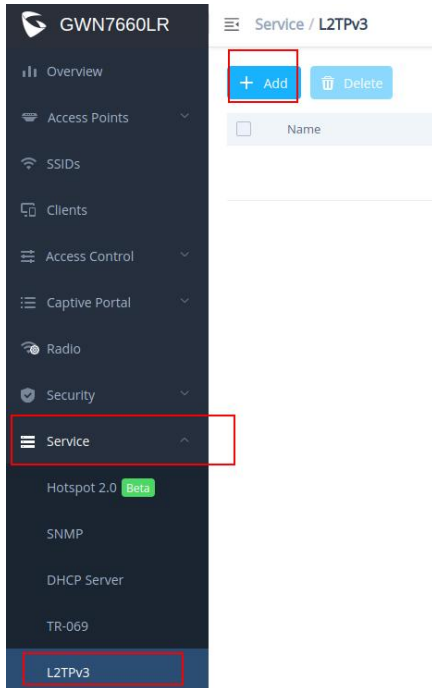 GWN7660LR
Service / L2TPv3
Overview
+ Add
Delete
Access Points
Name
SSIDs
Clients
Access Control
Captive Portal
Radio
Security
Service
Hotspot 2.0 Beta
SNMP
DHCP Server
TR-069
L2TPv3